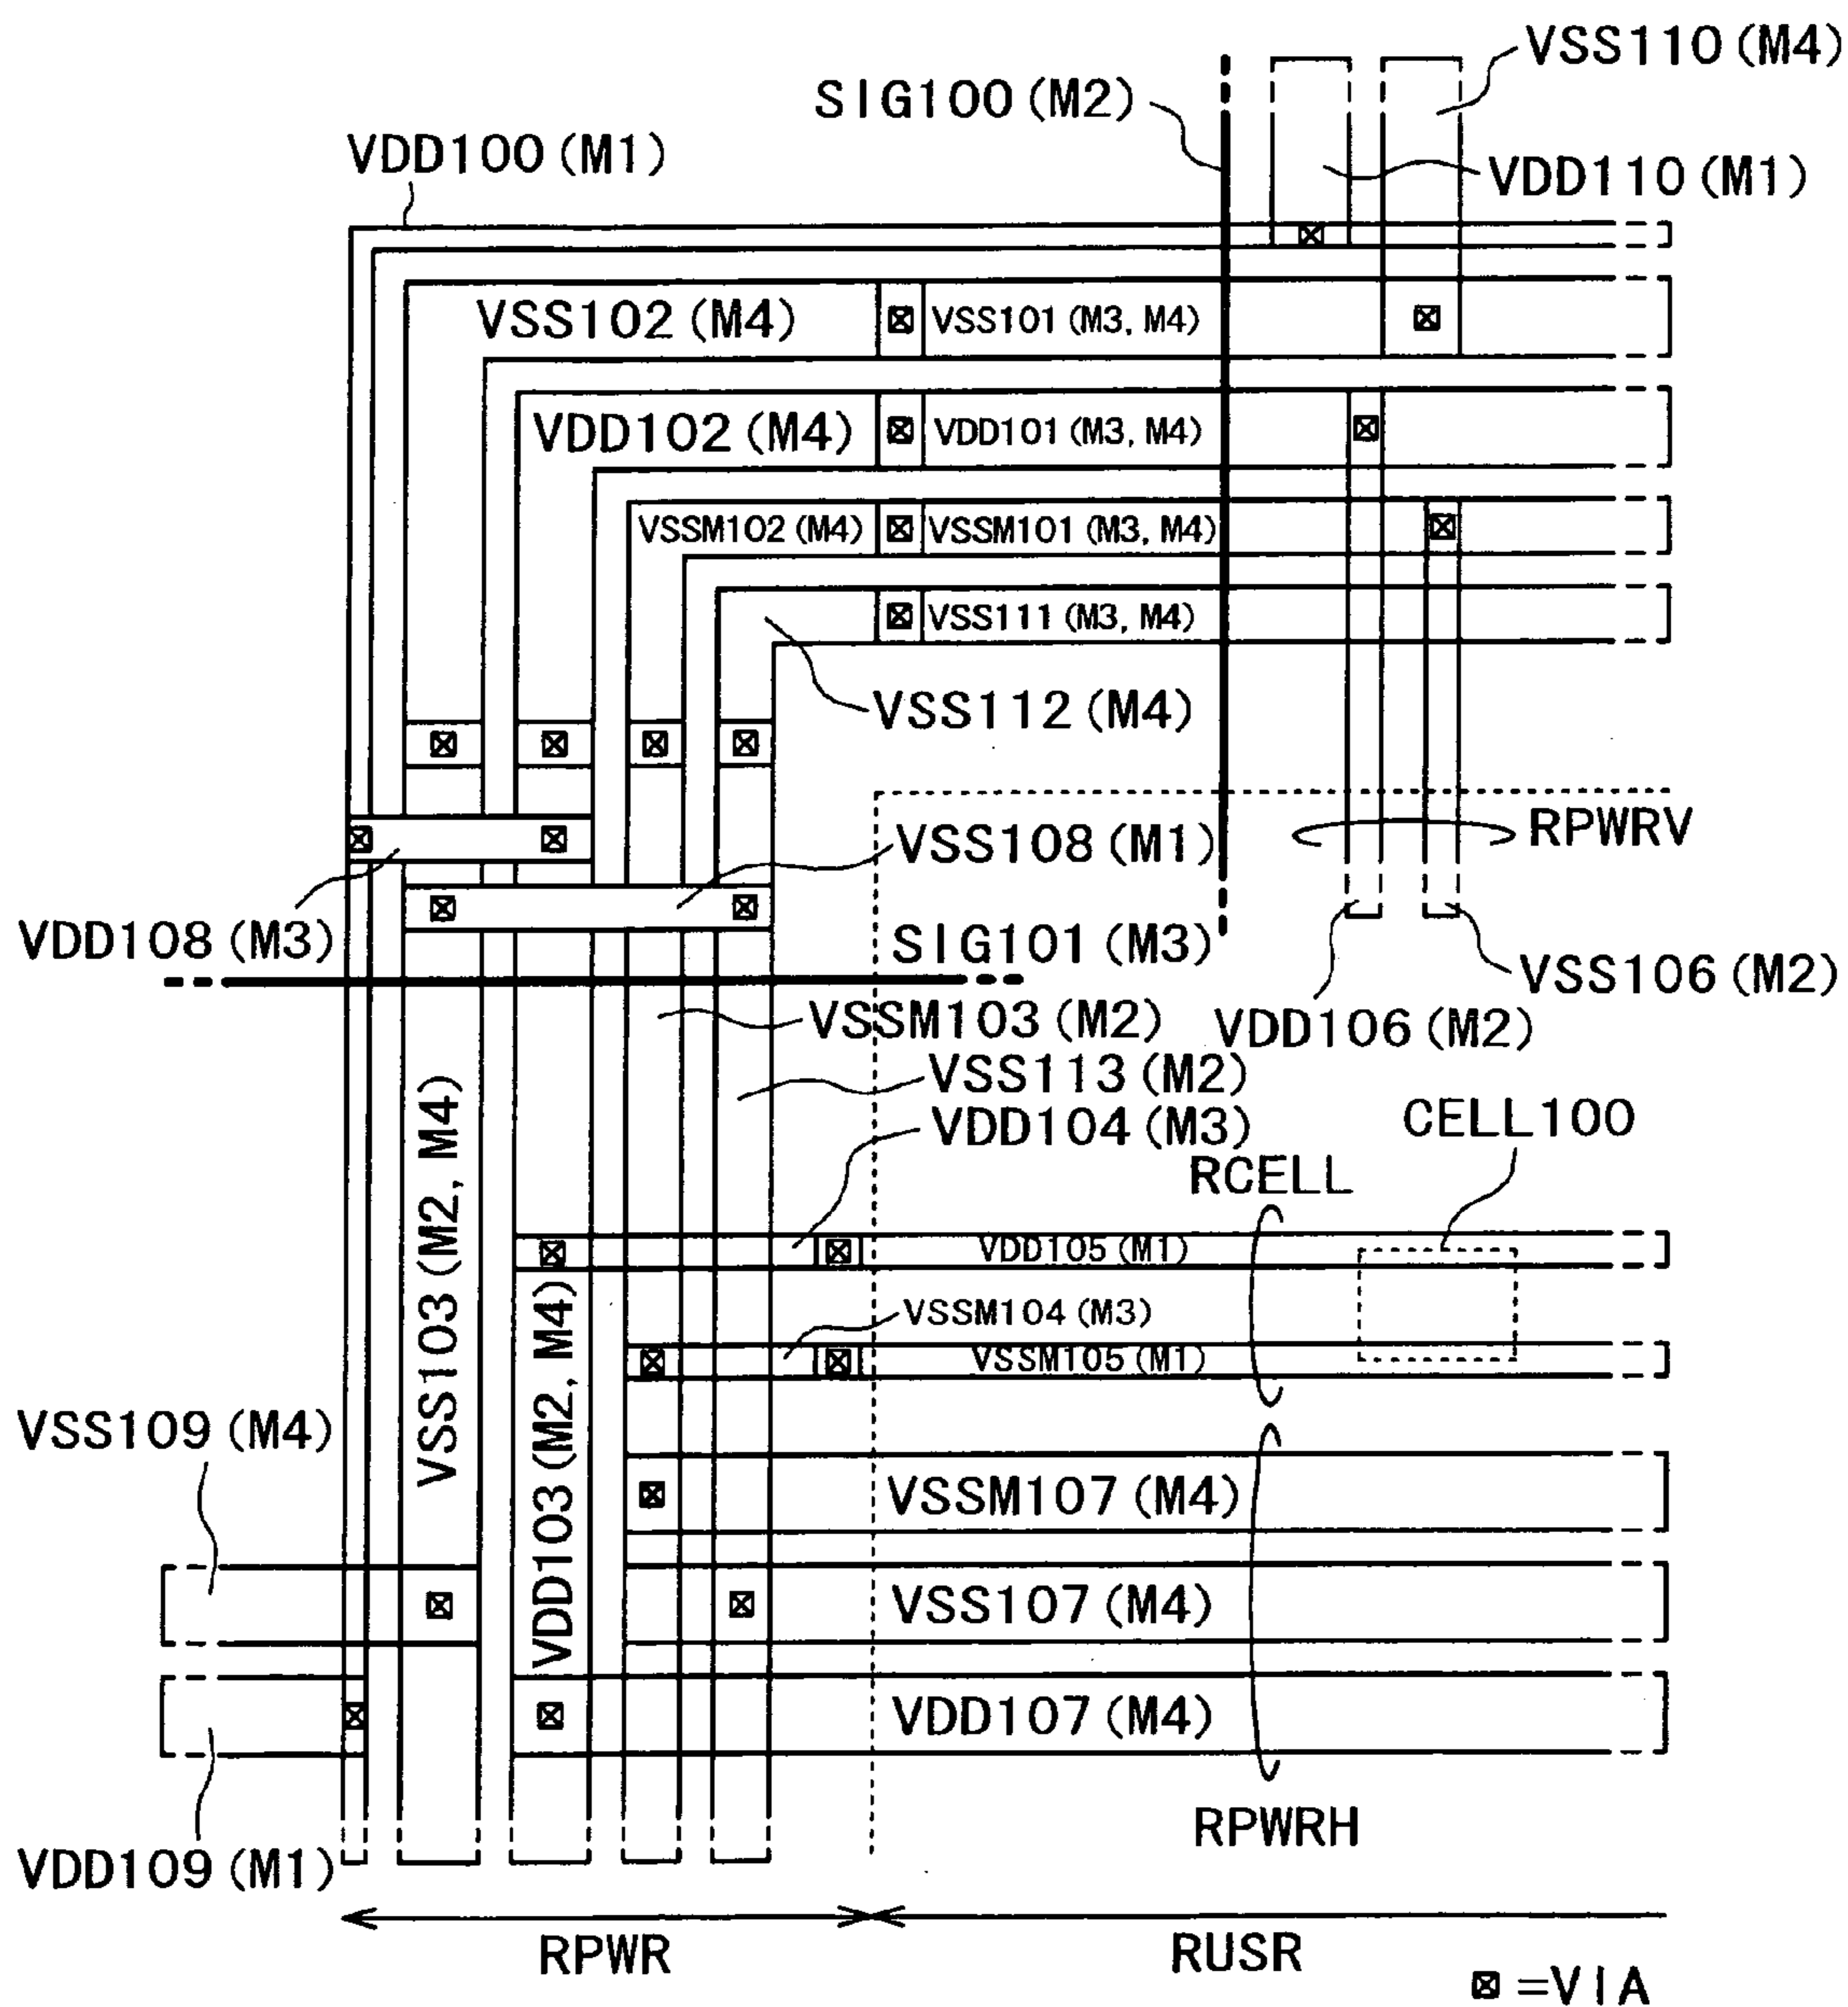 VSS110 (M4)
SIG100 (M2)
VDD100 (M1)
VDD110 (M1)
VSS102 (M4)
VSS101 (M3, M4)
VDD102 (M4)
VDD101 (M3, M4)
VSSM102 (M4)
VSSM101 (M3, M4)
VSS111 (M3, M4)
VSS112 (M4)
RPWRV
VSS108 (M1)
VDD108 (M3)
SIG101 (M3)
VSS106 (M2)
VSSM103 (M2)
VDD106 (M2)
VSS113 (M2)
VDD104 (M3)
CELL100
RCELL
VSS103 (M2, M4)
VDD105 (M1)
VDD103 (M2, M4)
VSSM104 (M3)
VSSM105 (M1)
VSS109 (M4)
VSSM107 (M4)
VSS107 (M4)
VDD107 (M4)
RPWRH
VDD109 (M1)
RPWR
RUSR
=VIA